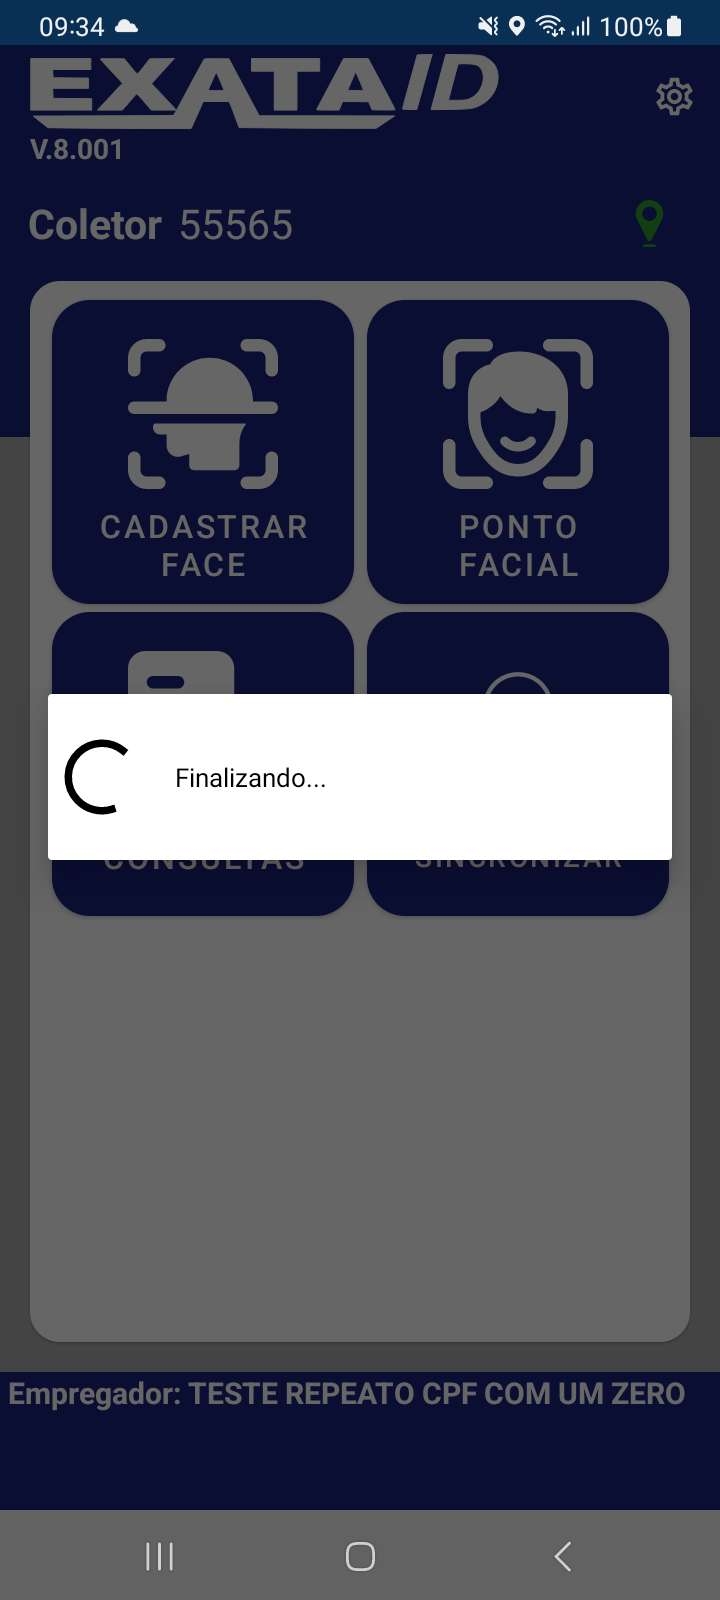 09:34
100%
EXATAID
V.8.001
Coletor 55565
CADASTRAR
FACE
PONTO
FACIAL
Finalizando...
CONSULTAS
SINCRONIZAR
Empregador: TESTE REPEATO CPF COM UM ZERO